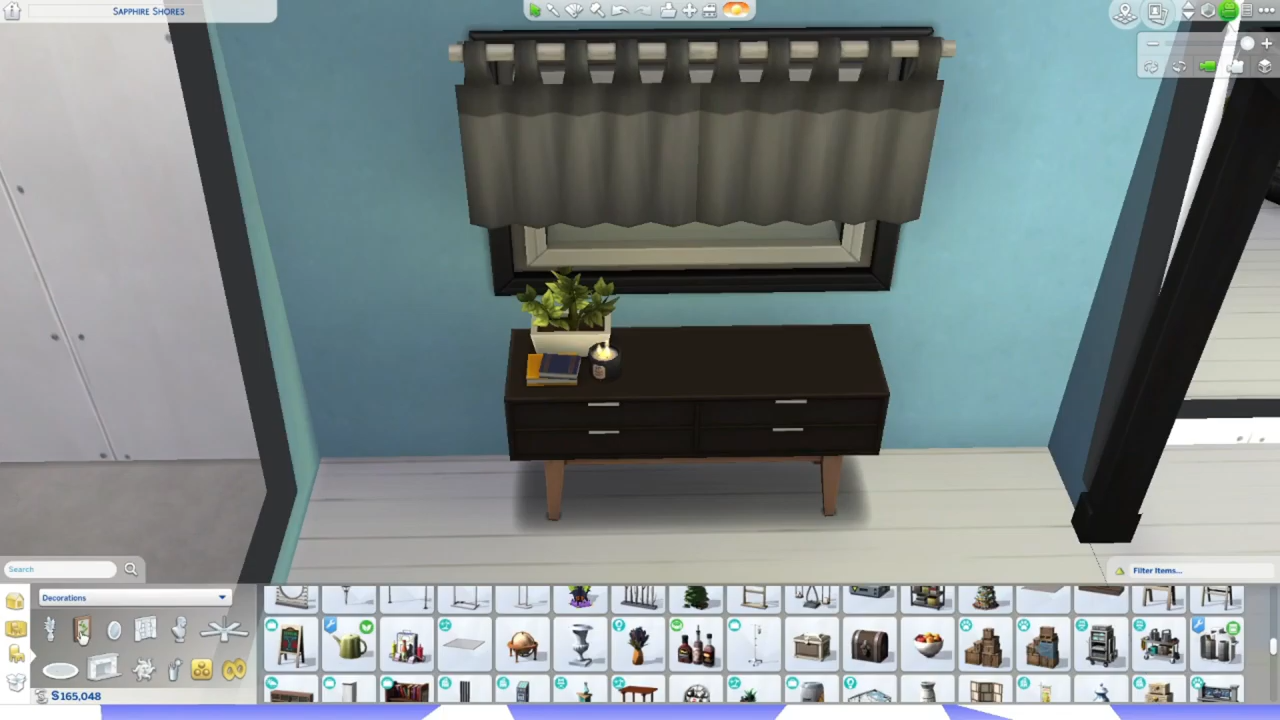 SAPPHIRE SHORES
Search
Filter Items...
Decorations
$165,048